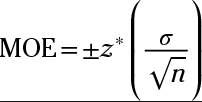 MOE = ±z* (σ / √n)